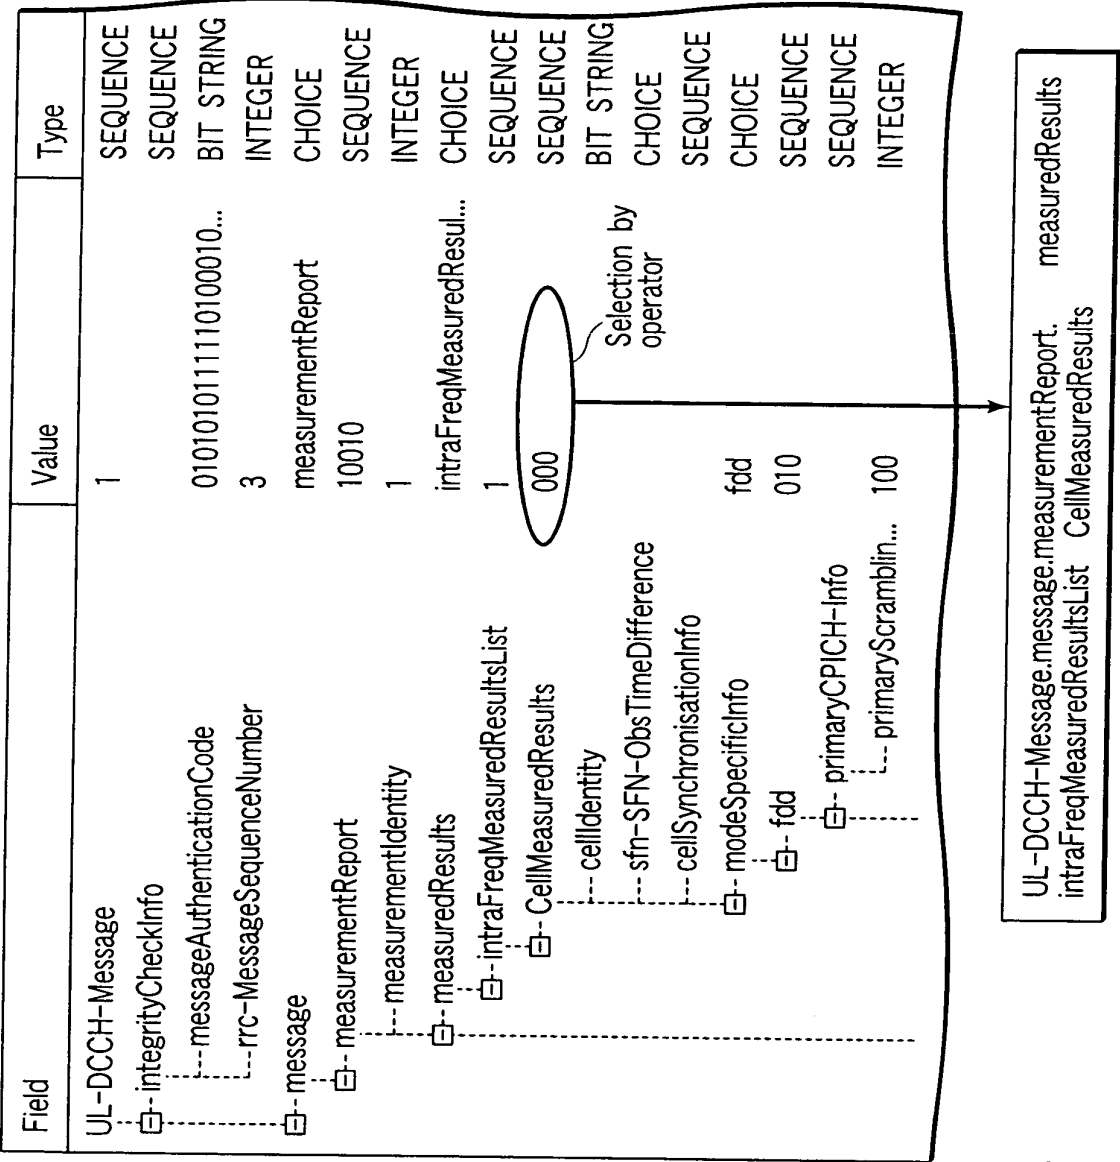 Field Value Type
UL-DCCH-Message 1 SEQUENCE
integrityCheckInfo SEQUENCE
messageAuthenticationCode 01010101111110100010... BIT STRING
rrc-MessageSequenceNumber 3 INTEGER
message measurementReport CHOICE
measurementReport 10010 SEQUENCE
measurementIdentity 1 INTEGER
measuredResults intraFreqMeasuredResul... CHOICE
intraFreqMeasuredResultsList 1 SEQUENCE
CellMeasuredResults 000 SEQUENCE
cellIdentity BIT STRING
sfn-SFN-ObsTimeDifference CHOICE
cellSynchronisationInfo SEQUENCE
modeSpecificInfo fdd CHOICE
fdd 010 SEQUENCE
primaryCPICH-Info SEQUENCE
primaryScramblin... 100 INTEGER
Selection by
operator
UL-DCCH-Message.message.measurementReport. measuredResults
intraFreqMeasuredResultsList CellMeasuredResults